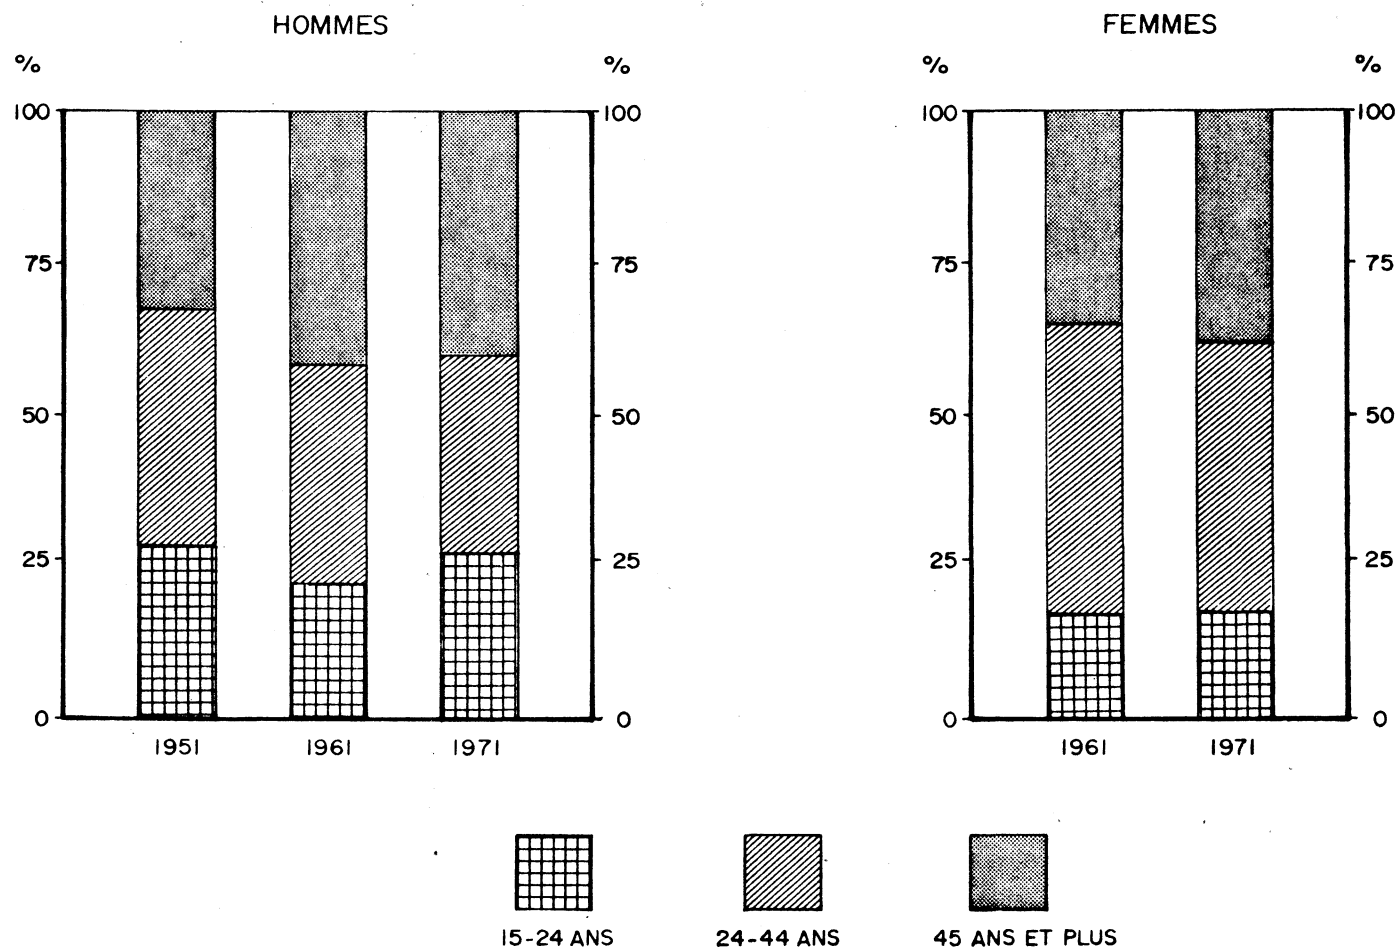 HOMMES
FEMMES
% % % %
100 100 100 100
75 75 75 75
50 50 50 50
25 25 25 25
0 0 0 0
1951 1961 1971 1961 1971
15-24 ANS 24-44 ANS 45 ANS ET PLUS